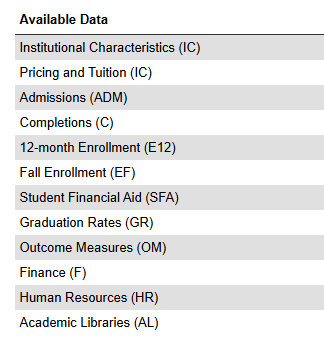 Available Data
Institutional Characteristics (IC)
Pricing and Tuition (IC)
Admissions (ADM)
Completions (C)
12-month Enrollment (E12)
Fall Enrollment (EF)
Student Financial Aid (SFA)
Graduation Rates (GR)
Outcome Measures (OM)
Finance (F)
Human Resources (HR)
Academic Libraries (AL)